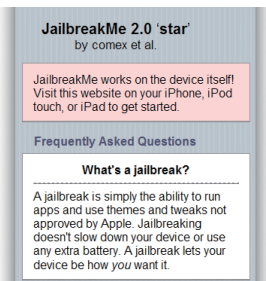 JailbreakMe 2.0 ‘star’
by comex et al.
JailbreakMe works on the device itself!
Visit this website on your iPhone, iPod
touch, or iPad to get started.
Frequently Asked Questions
What's a jailbreak?
A jailbreak is simply the ability to run
apps and use themes and tweaks not
approved by Apple. Jailbreaking
doesn't slow down your device or use
any extra battery. A jailbreak lets your
device be how you want it.